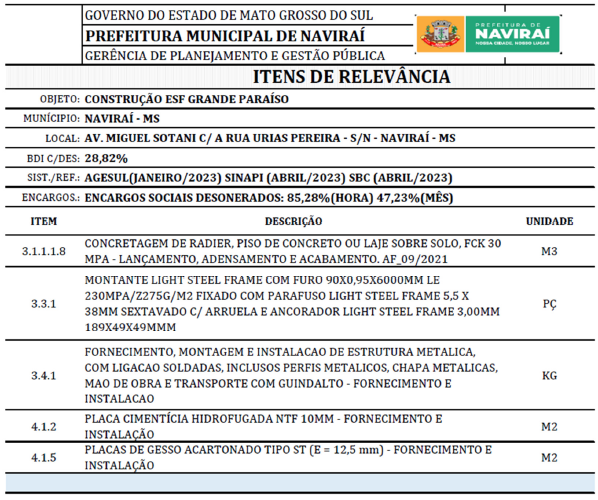 GOVERNO DO ESTADO DE MATO GROSSO DO SUL
PREFEITURA MUNICIPAL DE NAVIRAÍ
GERÊNCIA DE PLANEJAMENTO E GESTÃO PÚBLICA
PREFEITURA DE
NAVIRAÍ
NOSSA CIDADE, NOSSO LUGAR
ITENS DE RELEVÂNCIA
OBJETO: CONSTRUÇÃO ESF GRANDE PARAÍSO
MUNÍCIPIO: NAVIRAÍ - MS
LOCAL: AV. MIGUEL SOTANI C/ A RUA URIAS PEREIRA - S/N - NAVIRAÍ - MS
BDI C/DES: 28,82%
SIST./REF.: AGESUL(JANEIRO/2023) SINAPI (ABRIL/2023) SBC (ABRIL/2023)
ENCARGOS.: ENCARGOS SOCIAIS DESONERADOS: 85,28%(HORA) 47,23%(MÊS)
ITEM DESCRIÇÃO UNIDADE
3.1.1.1.8 CONCRETAGEM DE RADIER, PISO DE CONCRETO OU LAJE SOBRE SOLO, FCK 30
MPA - LANÇAMENTO, ADENSAMENTO E ACABAMENTO. AF_09/2021 M3
MONTANTE LIGHT STEEL FRAME COM FURO 90X0,95X6000MM LE
230MPA/Z275G/M2 FIXADO COM PARAFUSO LIGHT STEEL FRAME 5,5 X
3.3.1 38MM SEXTAVADO C/ ARRUELA E ANCORADOR LIGHT STEEL FRAME 3,00MM PÇ
189X49X49MMM
FORNECIMENTO, MONTAGEM E INSTALACAO DE ESTRUTURA METALICA,
COM LIGACAO SOLDADAS, INCLUSOS PERFIS METALICOS, CHAPA METALICAS,
3.4.1 MAO DE OBRA E TRANSPORTE COM GUINDALTO - FORNECIMENTO E KG
INSTALACAO
4.1.2 PLACA CIMENTÍCIA HIDROFUGADA NTF 10MM - FORNECIMENTO E M2
INSTALAÇÃO
4.1.5 PLACAS DE GESSO ACARTONADO TIPO ST (E = 12,5 mm) - FORNECIMENTO E M2
INSTALAÇÃO